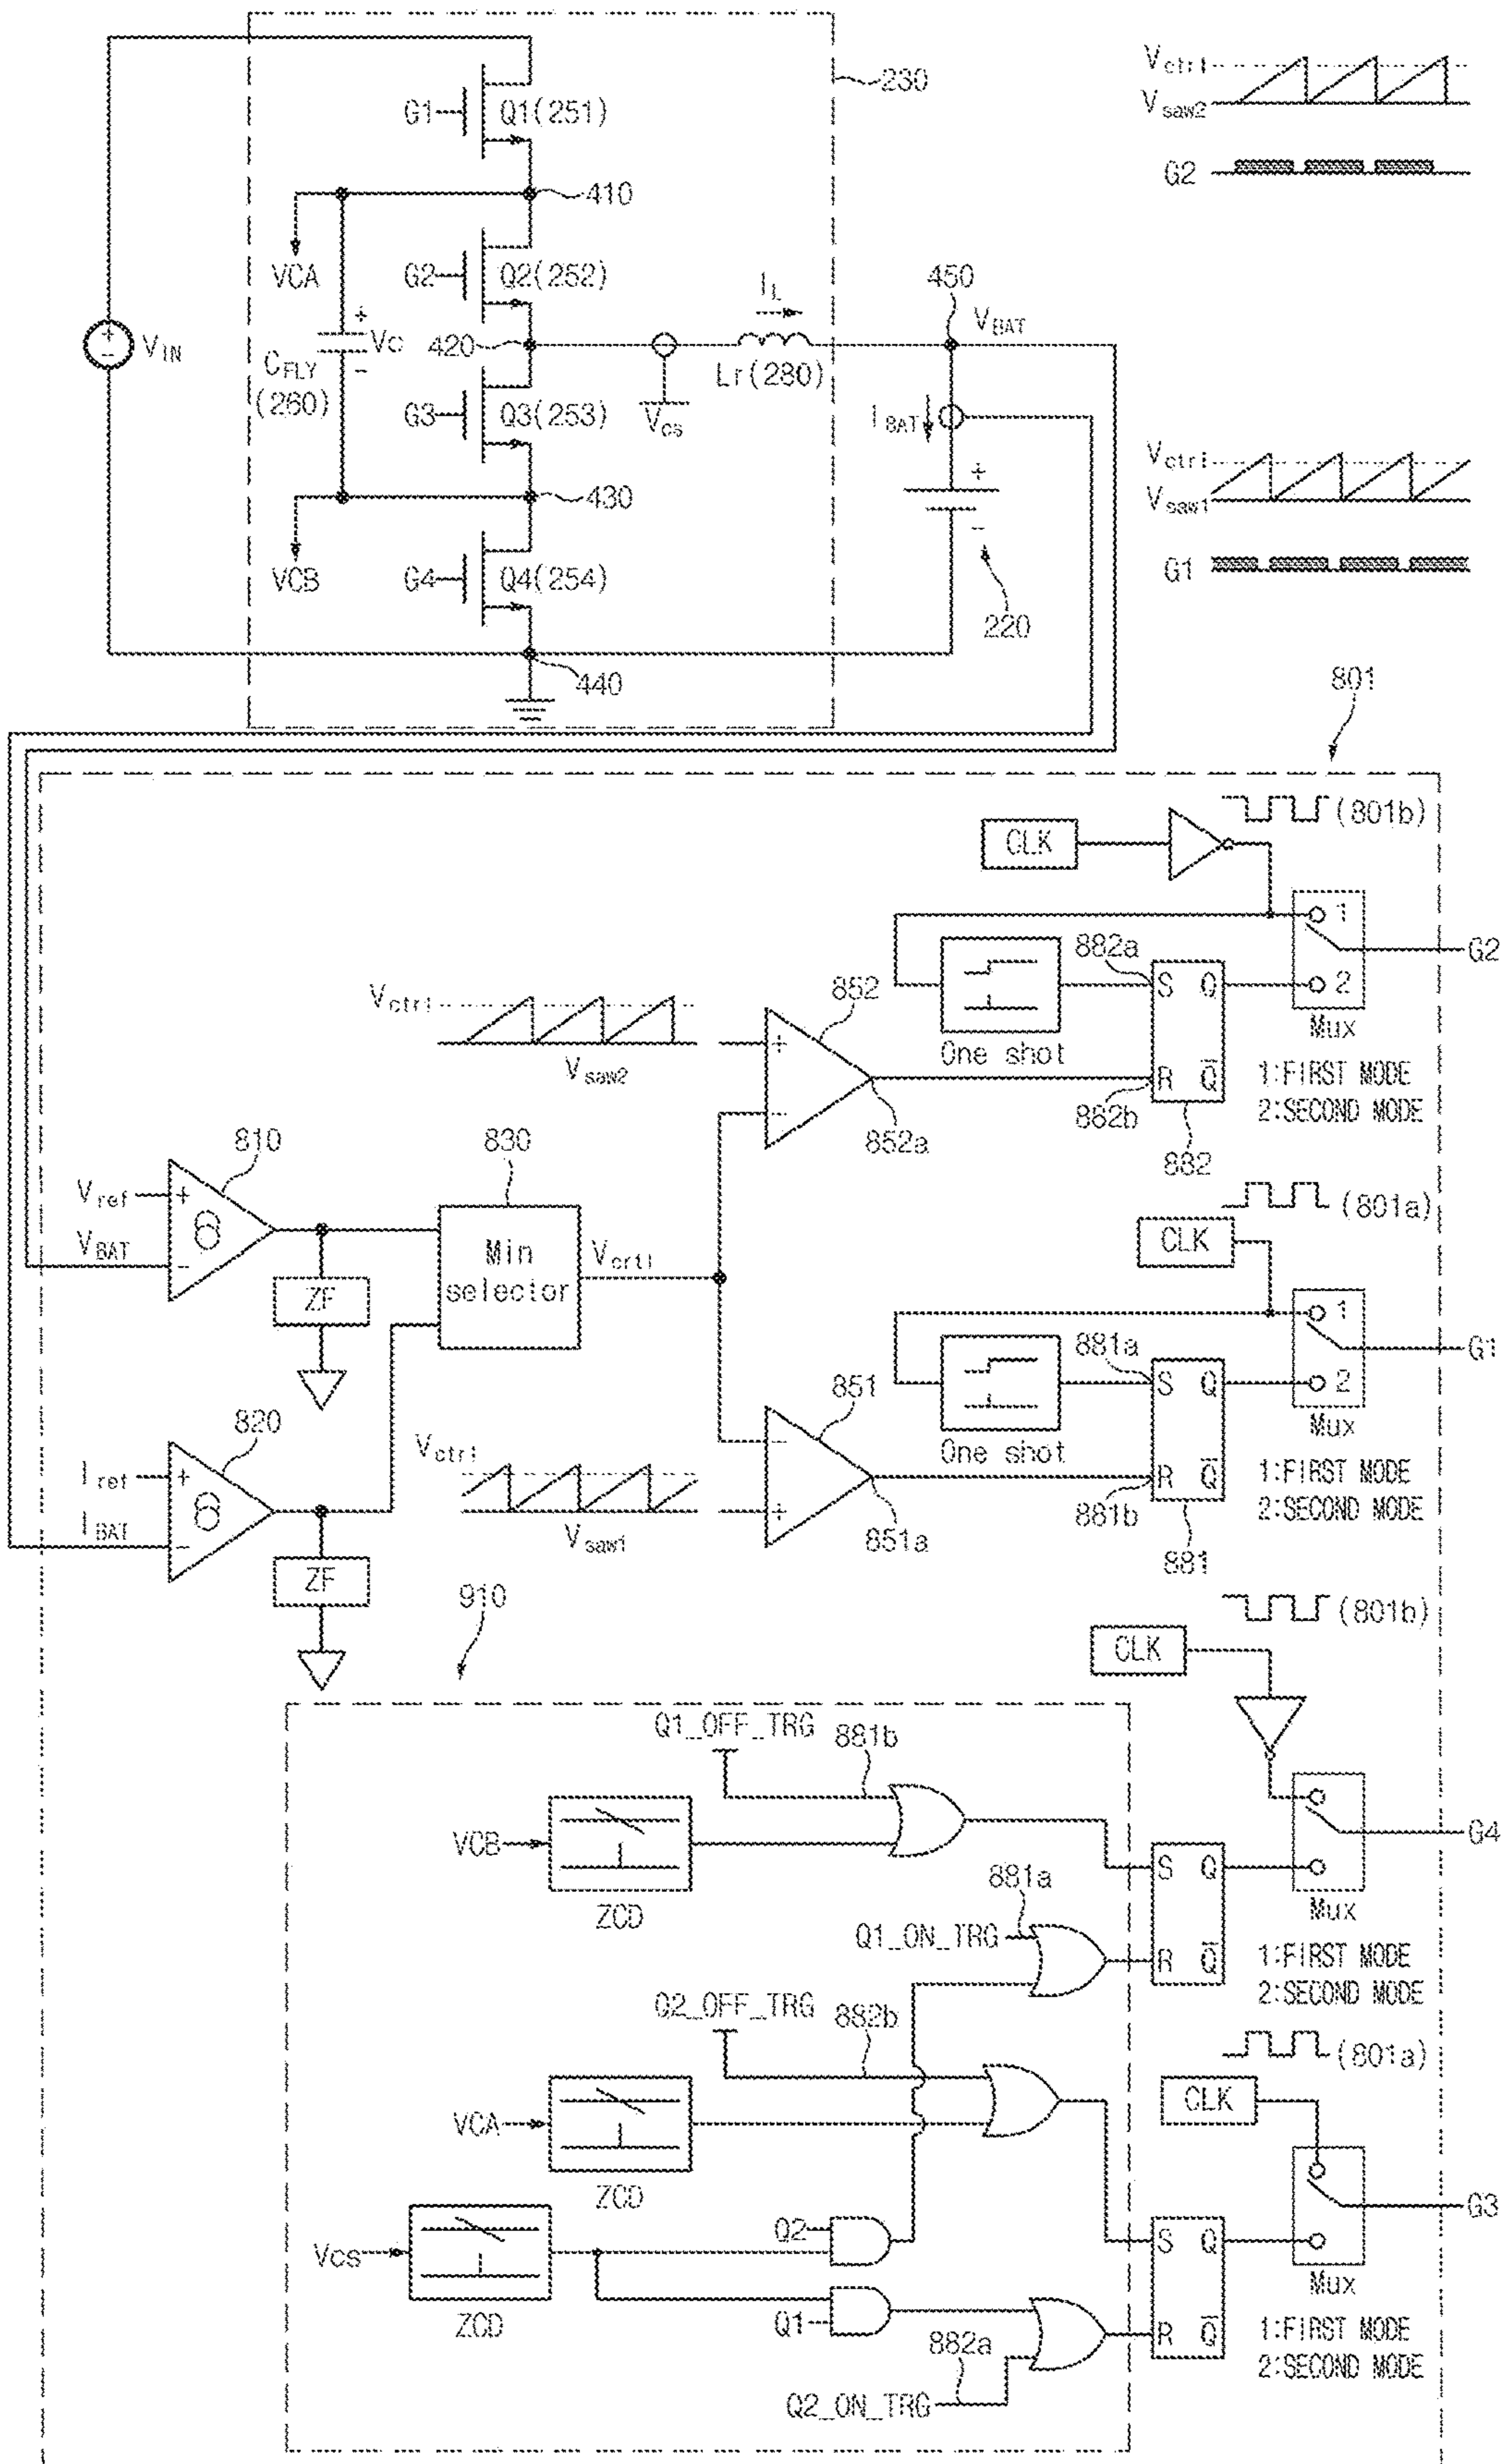 230
G1
Q1(251)
410
VCA
G2
Q2(252)
VIN
CFLY
(260)
+
Vc
-
420
IL
Lr(280)
Vcs
450
VBAT
IBAT
+
-
220
G3
Q3(253)
430
VCB
G4
Q4(254)
440
Vctrl
Vsaw2
G2
Vctrl
Vsaw1
G1
801
(801b)
CLK
1
2
G2
Mux
882a
One shot
S Q
R Q̅
882b
882
1:FIRST MODE
2:SECOND MODE
Vctrl
Vsaw2
852
+
-
852a
810
Vref
+
VBAT
-
ZF
830
Min
selector
Vcrtl
(801a)
CLK
1
2
G1
Mux
881a
One shot
S Q
R Q̅
881b
881
1:FIRST MODE
2:SECOND MODE
820
Iref
+
IBAT
-
ZF
Vctrl
Vsaw1
851
-
+
851a
910
(801b)
CLK
G4
Mux
1:FIRST MODE
2:SECOND MODE
Q1_OFF_TRG
881b
VCB
ZCD
881a
Q1_ON_TRG
S Q
R Q̅
Q2_OFF_TRG
882b
VCA
ZCD
(801a)
CLK
G3
Mux
1:FIRST MODE
2:SECOND MODE
Vcs
ZCD
Q2
Q1
S Q
R Q̅
882a
Q2_ON_TRG